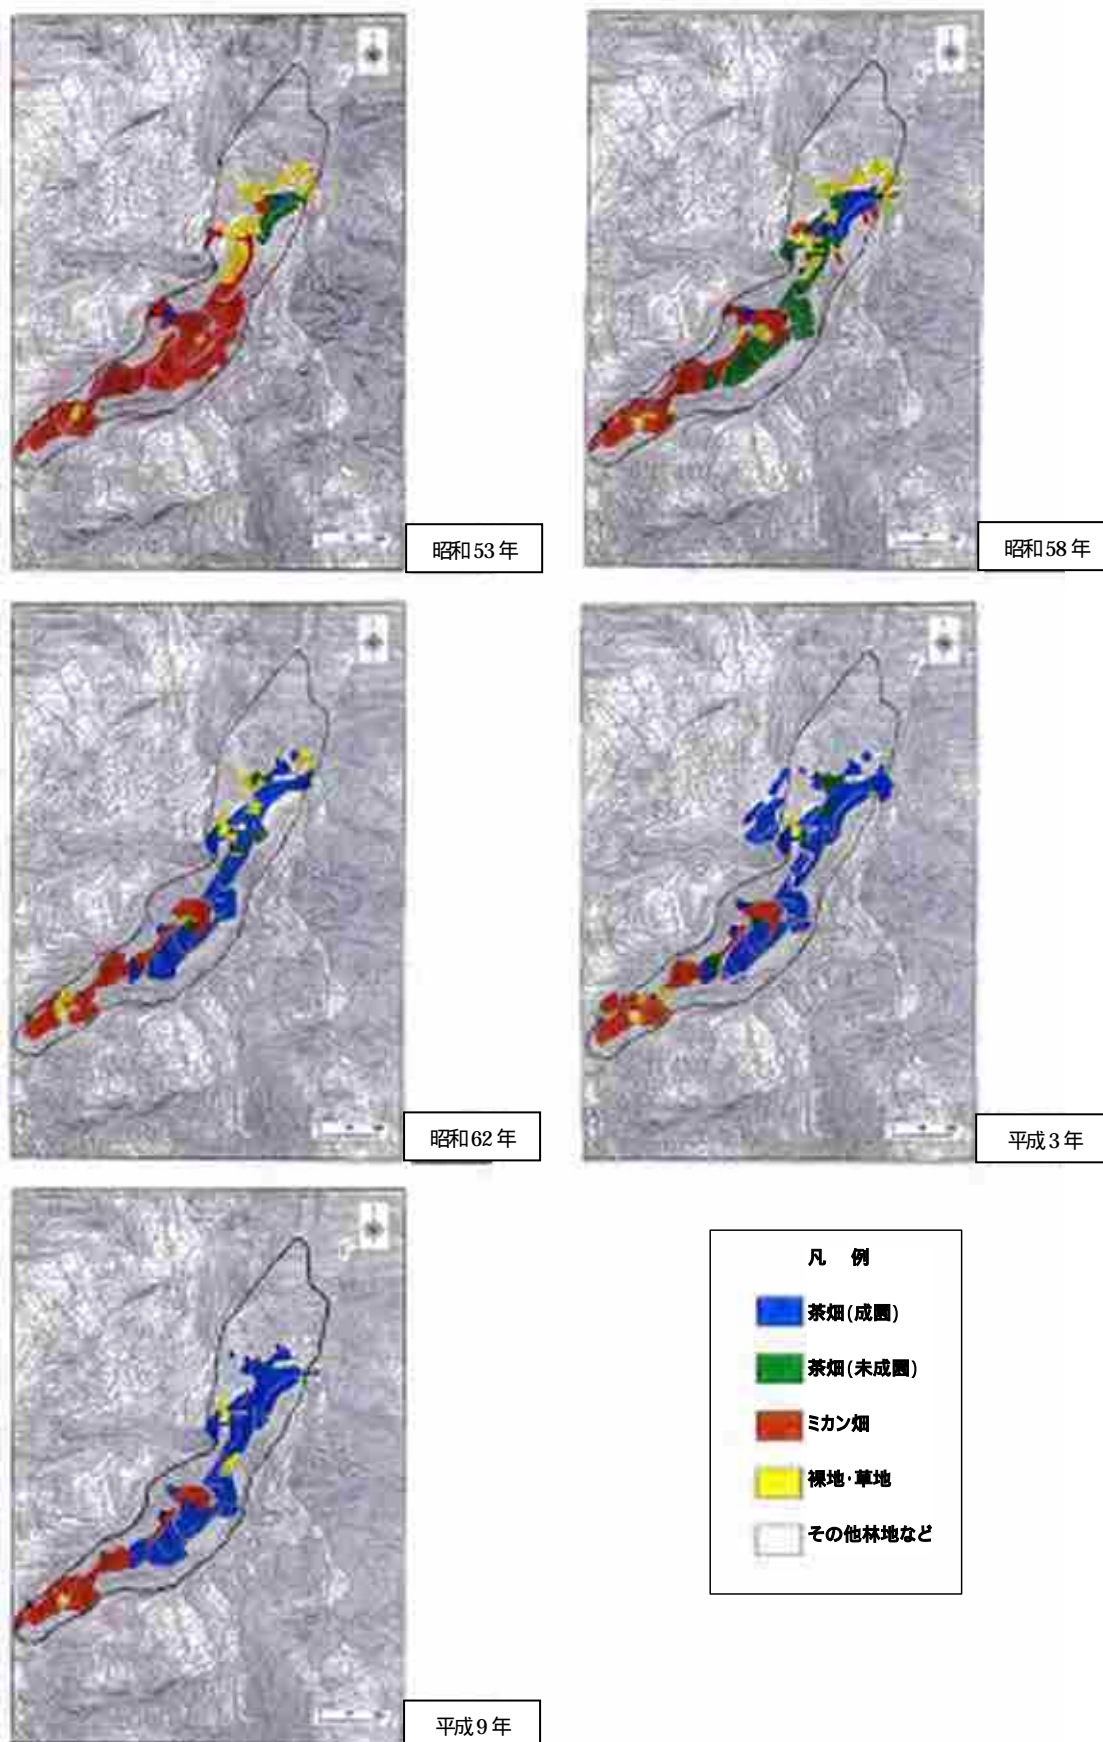 昭和53年
昭和58年
昭和62年
平成3年
平成9年
凡 例
茶畑(成園)
茶畑(未成園)
ミカン畑
裸地・草地
その他林地など